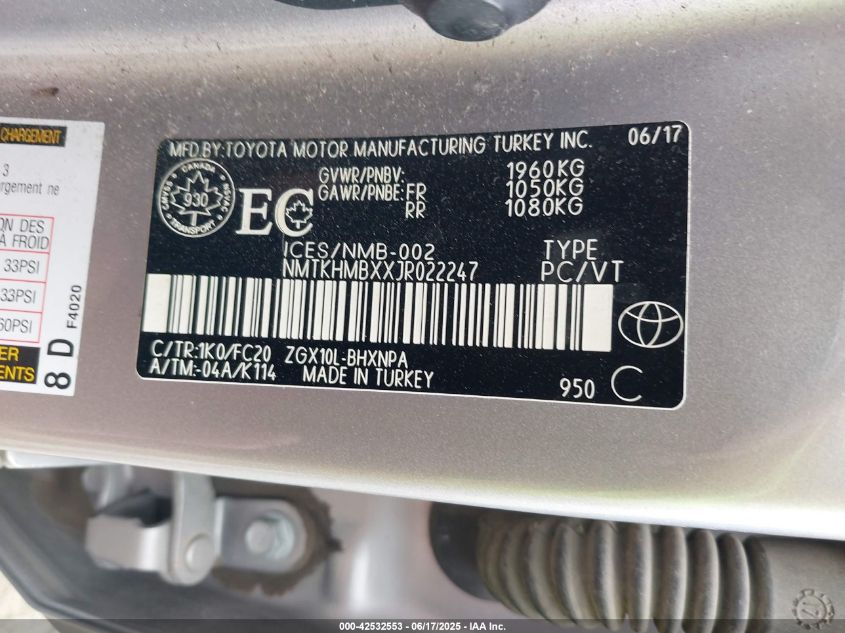 CHARGEMENT
3
argement ne
ON DES
A FROID
33PSI
33PSI
60PSI
ER
ENTS
8 D
F4020
MFD BY: TOYOTA MOTOR MANUFACTURING TURKEY INC. 06/17
GVWR/PNBV: 1960KG
GAWR/PNBE: FR 1050KG
RR 1080KG
CANADA
930
TRANSPORT
EC
ICES/NMB-002 TYPE
NMTKHMBXXJR022247 PC/VT
C/TR:1K0/FC20 ZGX10L-BHXNPA
A/TM:-04A/K114 MADE IN TURKEY
950 C
000-42532553 - 06/17/2025 - IAA Inc.